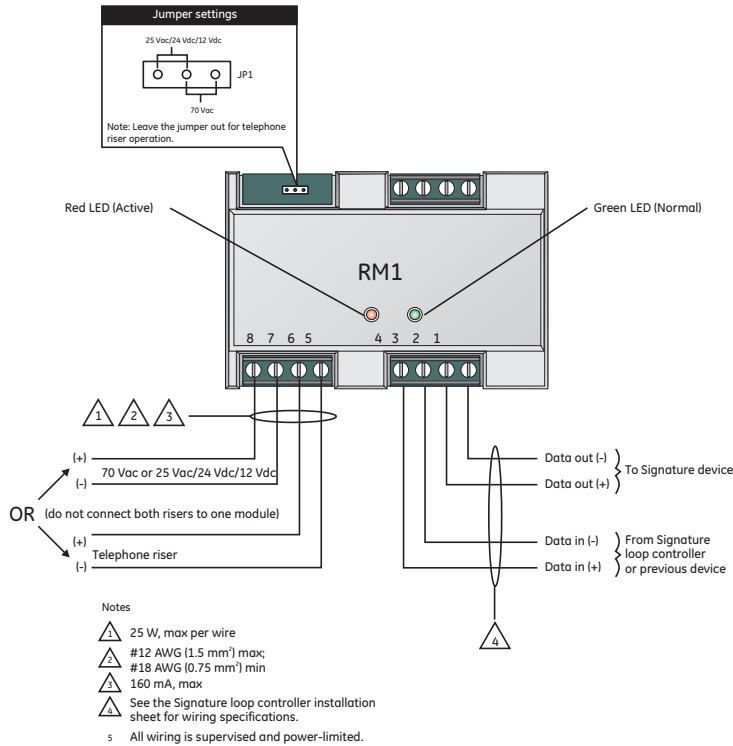 Jumper settings
25 Vac/24 Vdc/12 Vdc
JP1
70 Vac
Note: Leave the jumper out for telephone
riser operation.
Red LED (Active)
Green LED (Normal)
RM1
8 7 6 5
4 3 2 1
1 2 3
(+)
70 Vac or 25 Vac/24 Vdc/12 Vdc
(-)
OR
(do not connect both risers to one module)
(+)
Telephone riser
(-)
Data out (-)
Data out (+)
To Signature device
Data in (-)
Data in (+)
From Signature
loop controller
or previous device
4
Notes
1 25 W, max per wire
2 #12 AWG (1.5 mm²) max;
#18 AWG (0.75 mm²) min
3 160 mA, max
4 See the Signature loop controller installation
sheet for wiring specifications.
5 All wiring is supervised and power-limited.